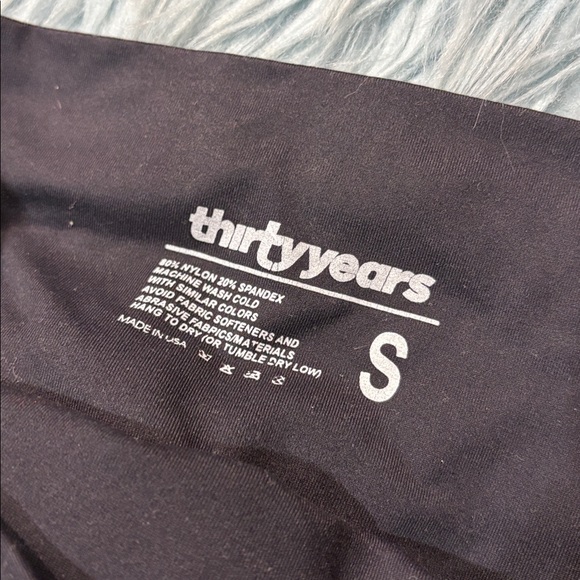 thirtyyears
80% NYLON 20% SPANDEX
MACHINE WASH COLD
WITH SIMILAR COLORS
AVOID FABRIC SOFTENERS AND
ABRASIVE FABRICS/MATERIALS
HANG TO DRY (OR TUMBLE DRY LOW)
MADE IN USA
S